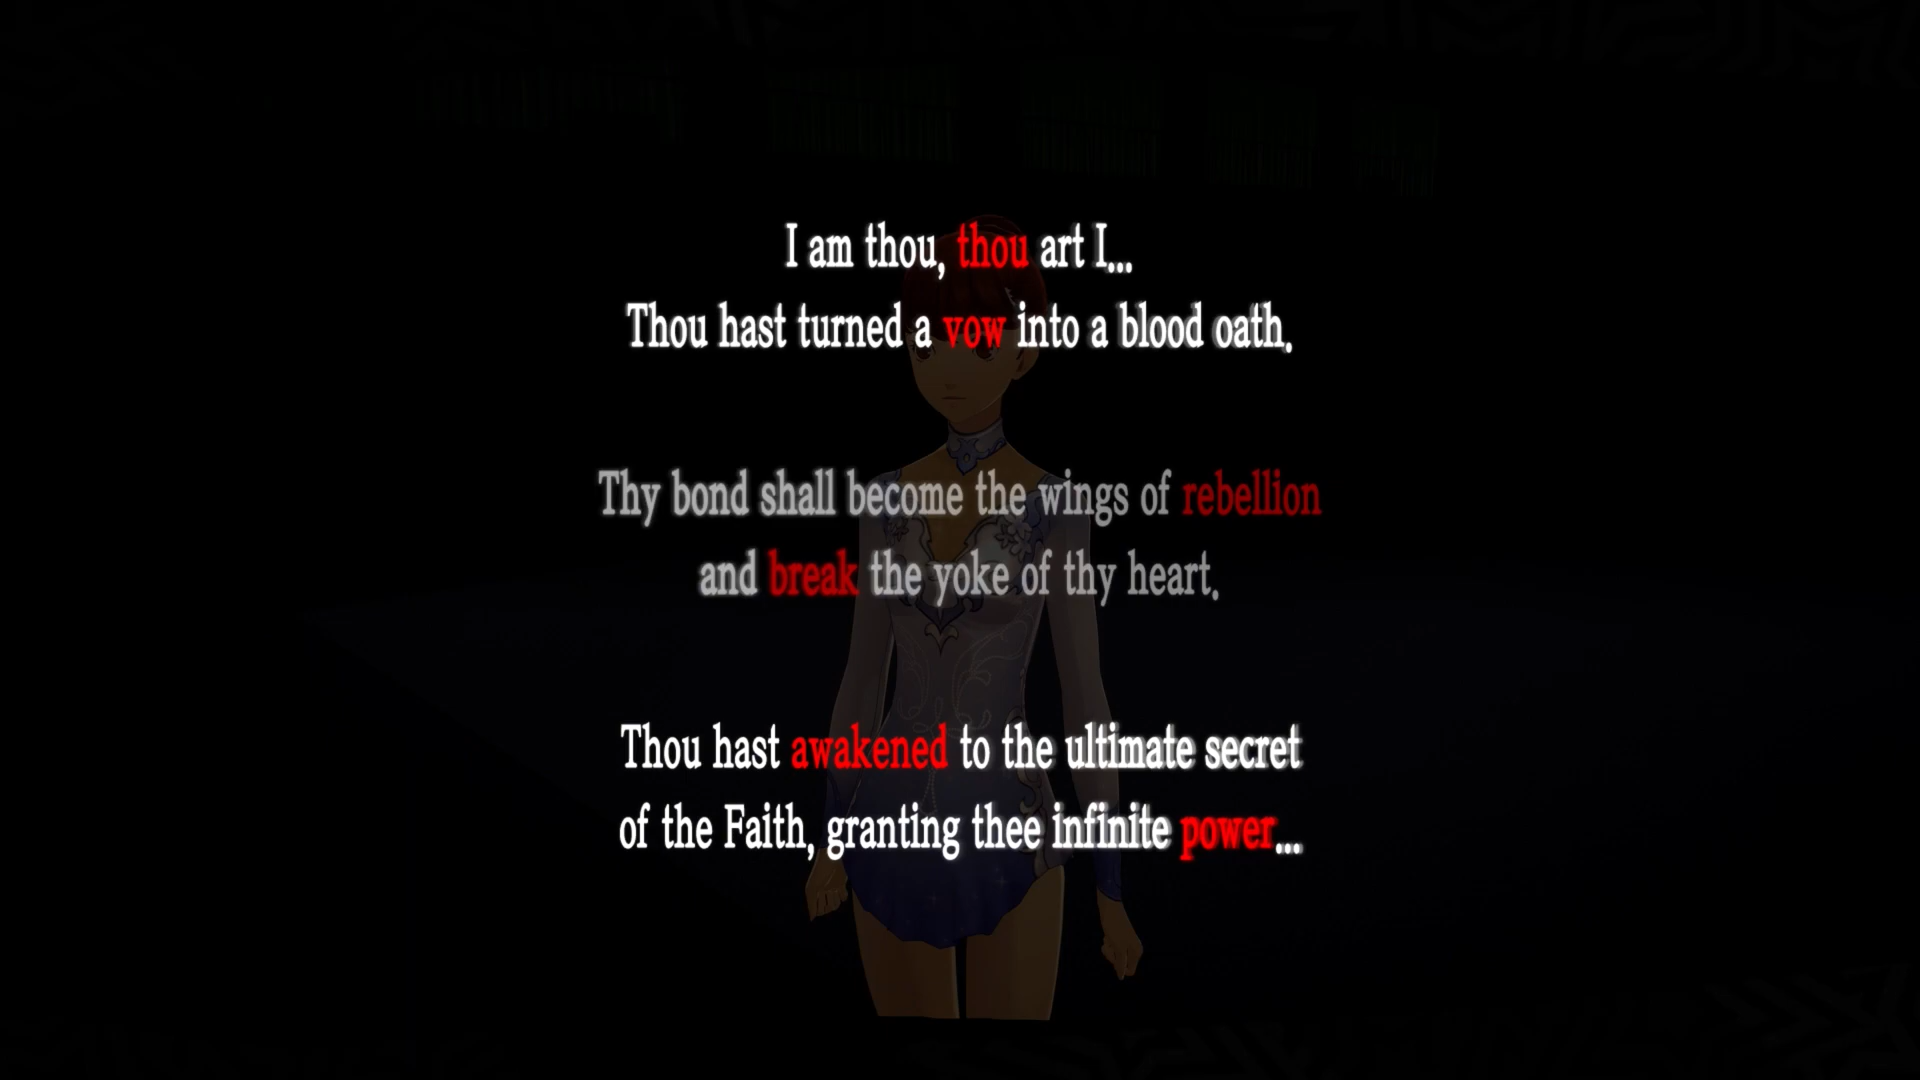 I am thou, thou art I...
Thou hast turned a vow into a blood oath.
Thy bond shall become the wings of rebellion
and break the yoke of thy heart.
Thou hast awakened to the ultimate secret
of the Faith, granting thee infinite power...